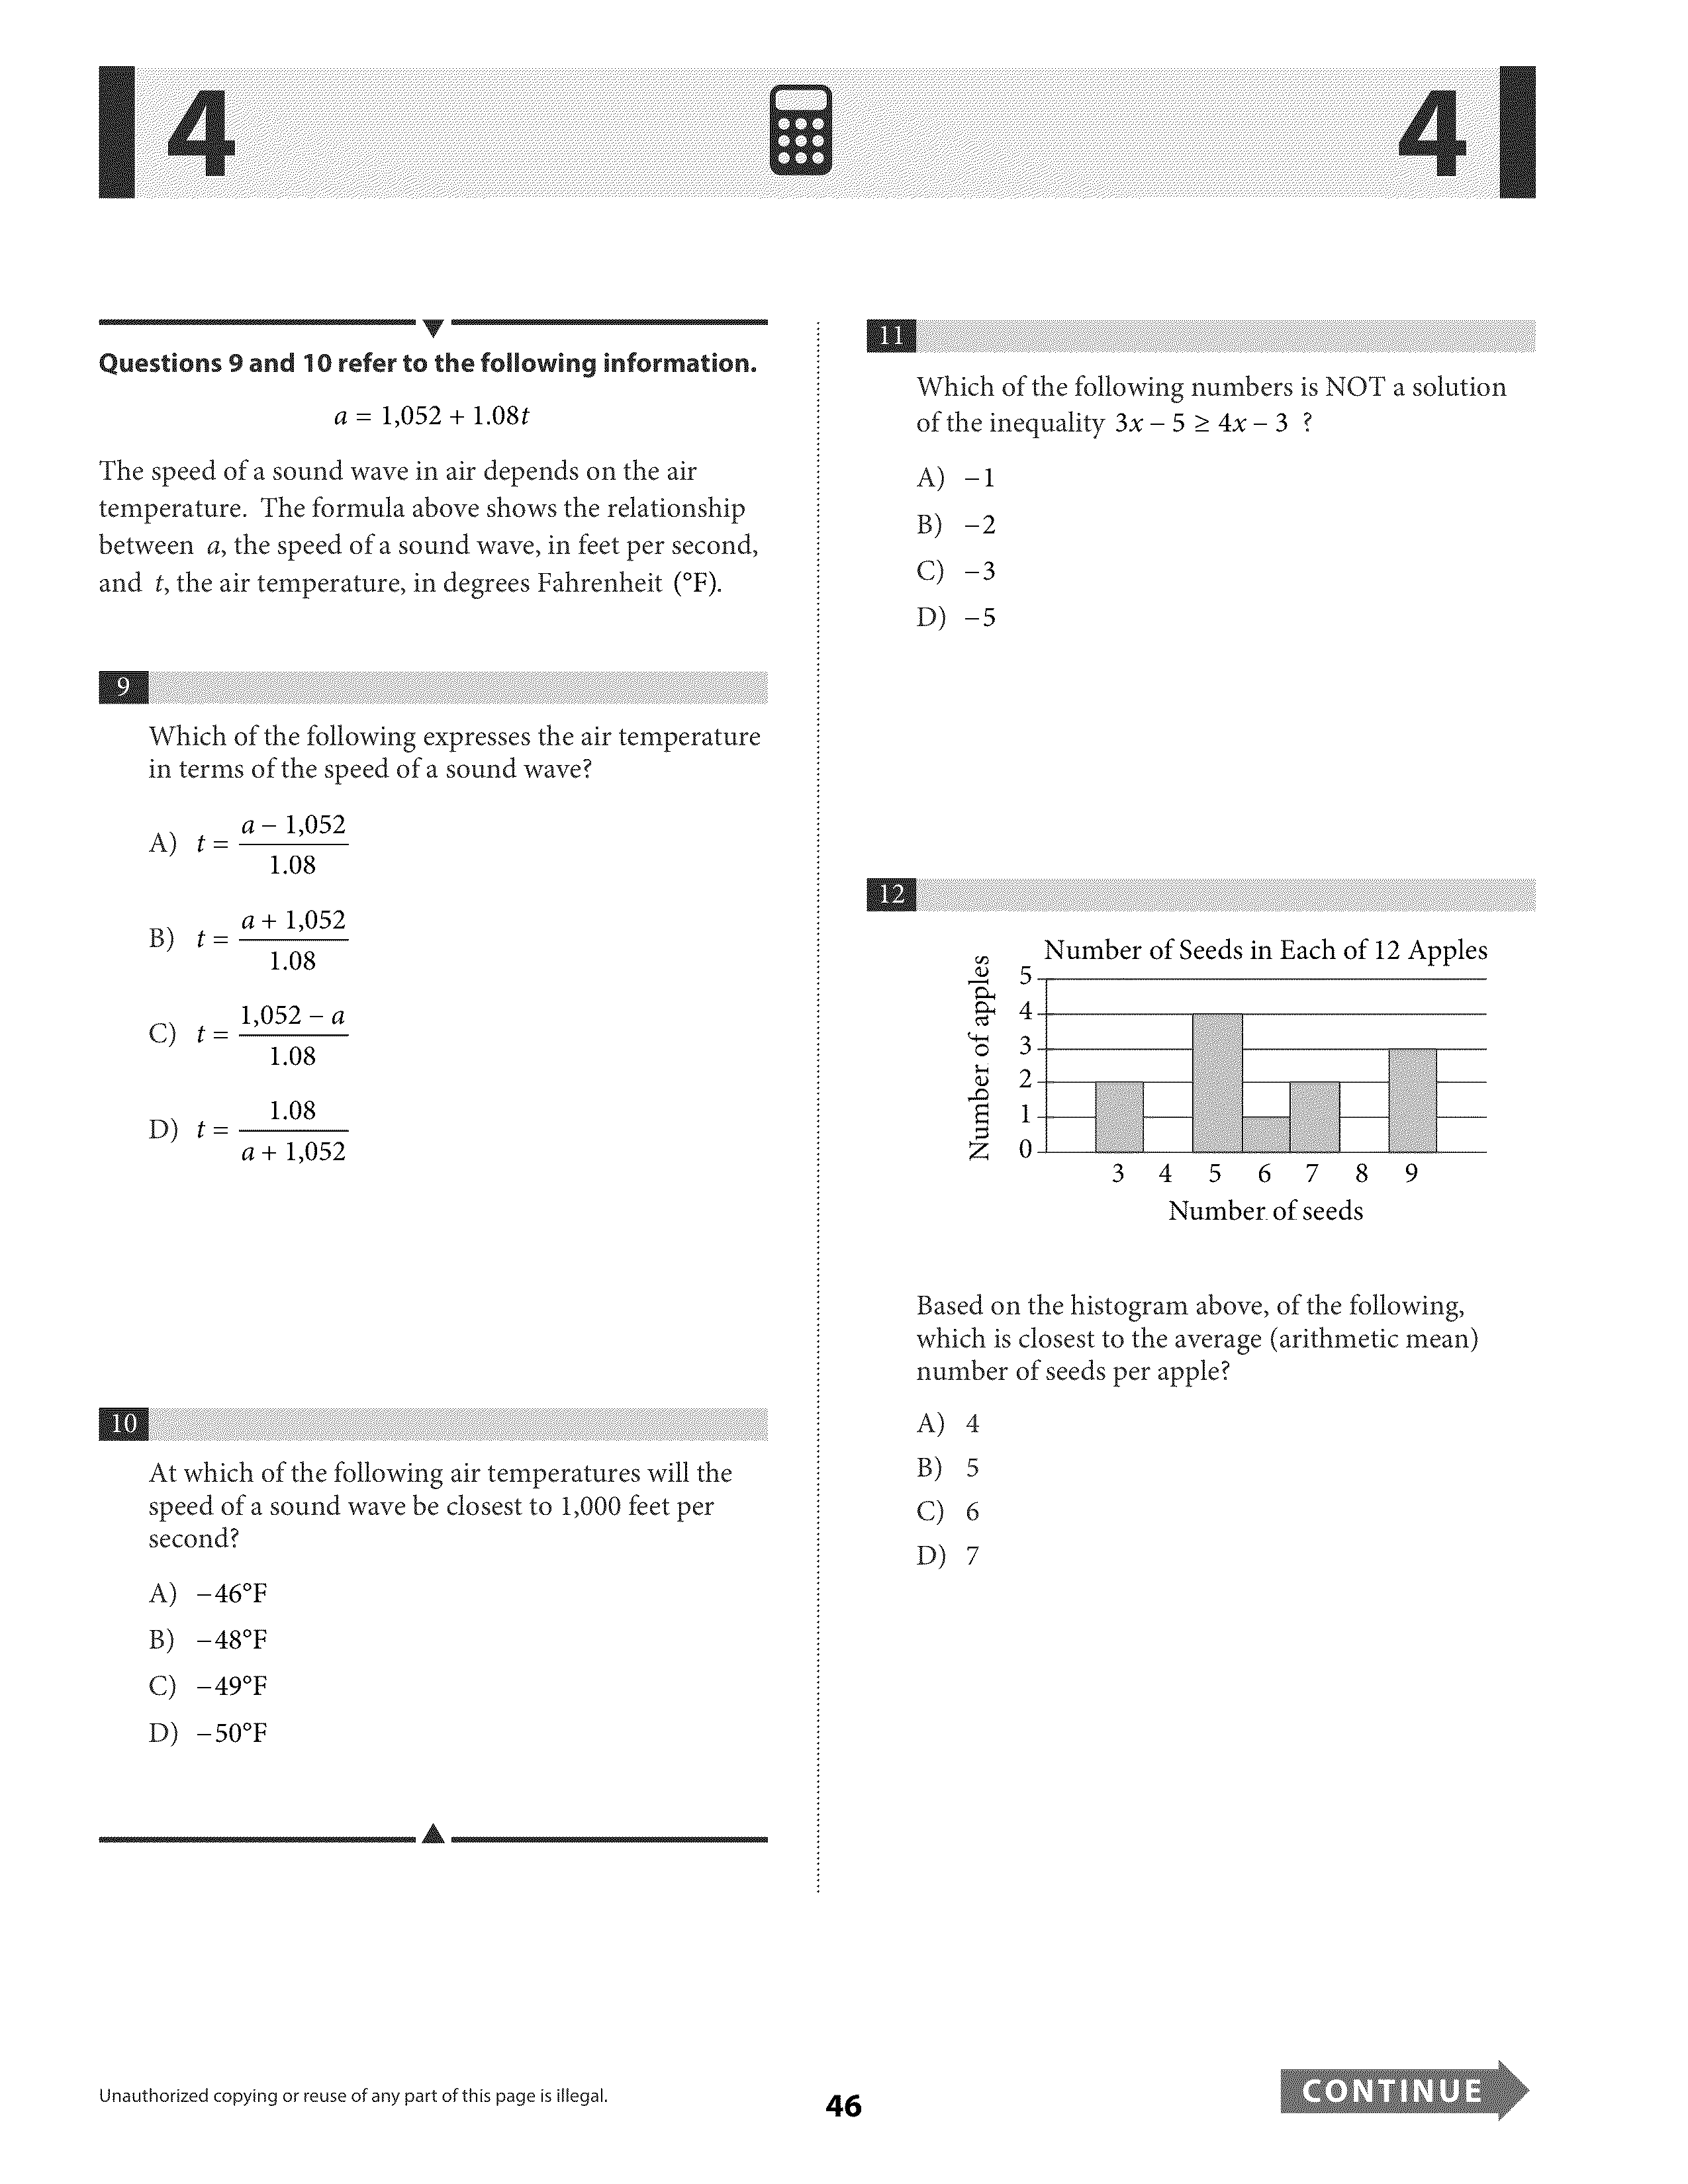 4
4
Questions 9 and 10 refer to the following information.
a = 1,052 + 1.08t
The speed of a sound wave in air depends on the air
temperature. The formula above shows the relationship
between a, the speed of a sound wave, in feet per second,
and t, the air temperature, in degrees Fahrenheit (°F).
9
Which of the following expresses the air temperature
in terms of the speed of a sound wave?
A) t = a – 1,052
1.08
B) t = a + 1,052
1.08
C) t = 1,052 – a
1.08
D) t = 1.08
a + 1,052
10
At which of the following air temperatures will the
speed of a sound wave be closest to 1,000 feet per
second?
A) –46°F
B) –48°F
C) –49°F
D) –50°F
11
Which of the following numbers is NOT a solution
of the inequality 3x – 5 ≥ 4x – 3 ?
A) –1
B) –2
C) –3
D) –5
12
Number of Seeds in Each of 12 Apples
Number of apples
5
4
3
2
1
0
3 4 5 6 7 8 9
Number of seeds
Based on the histogram above, of the following,
which is closest to the average (arithmetic mean)
number of seeds per apple?
A) 4
B) 5
C) 6
D) 7
Unauthorized copying or reuse of any part of this page is illegal.
46
CONTINUE